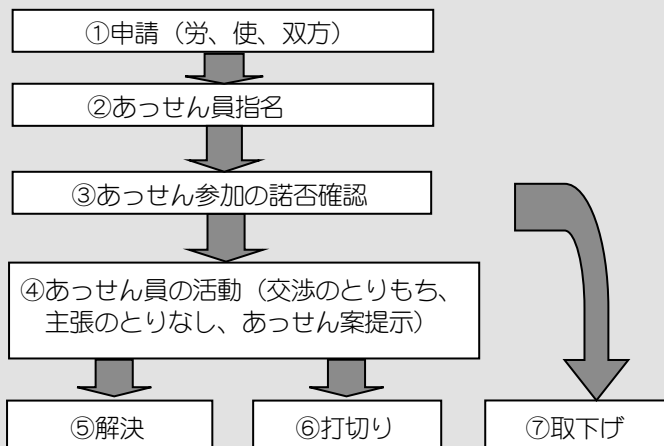 ①申請（労、使、双方）
②あっせん員指名
③あっせん参加の諾否確認
④あっせん員の活動（交渉のとりもち、
主張のとりなし、あっせん案提示）
⑤解決
⑥打切り
⑦取下げ